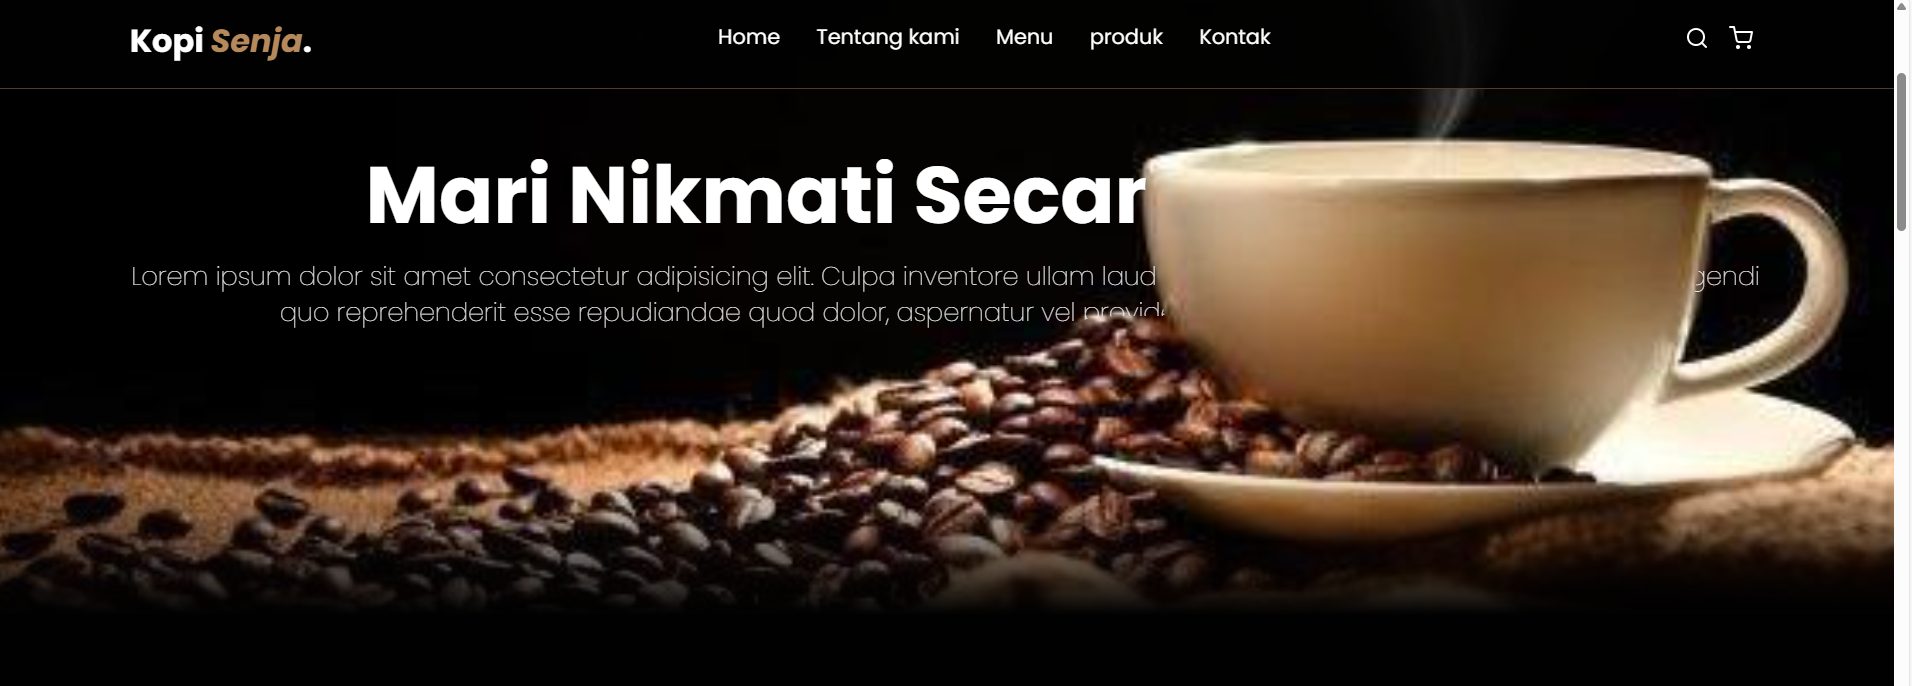 Kopi Senja.
Home Tentang kami Menu produk Kontak
Mari Nikmati Secar
Lorem ipsum dolor sit amet consectetur adipisicing elit. Culpa inventore ullam laud gendi
quo reprehenderit esse repudiandae quod dolor, aspernatur vel provid